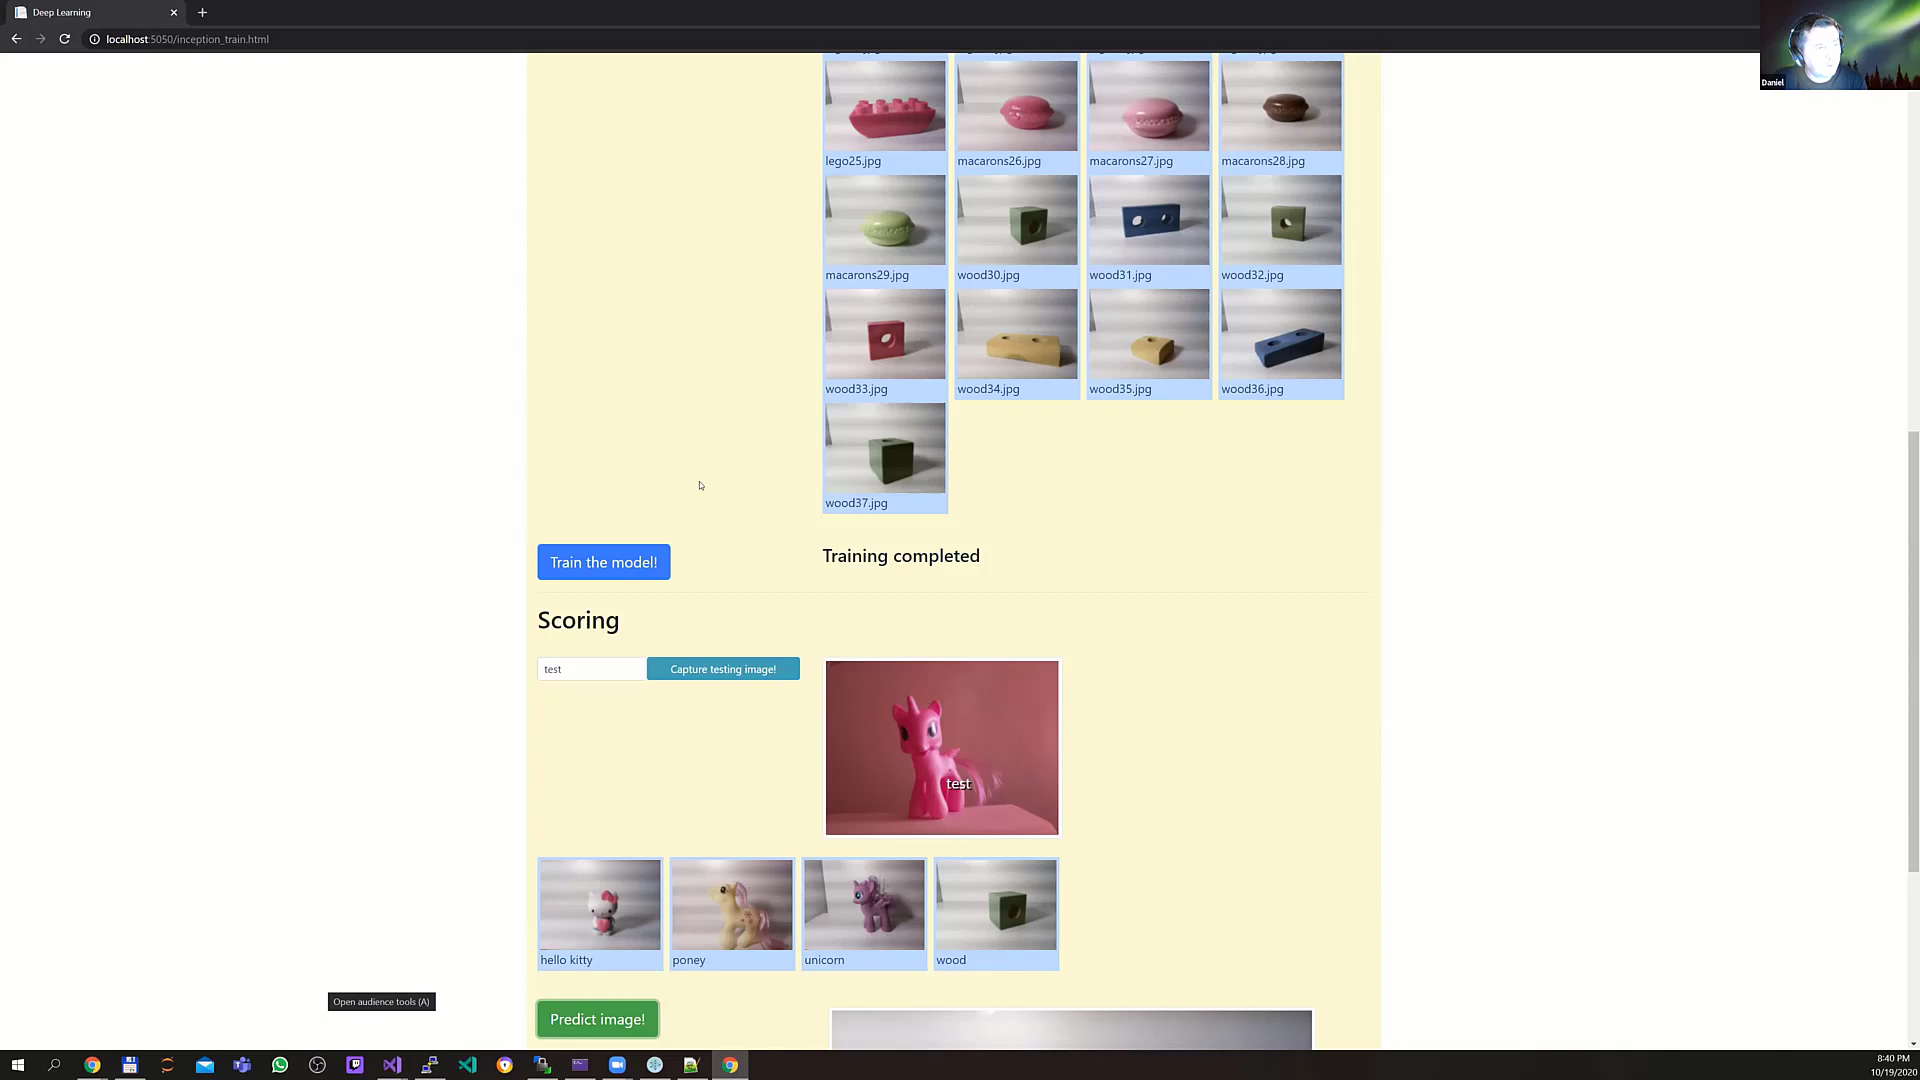 Deep Learning
localhost:5050/inception_train.html
Daniel
lego25.jpg
macarons26.jpg
macarons27.jpg
macarons28.jpg
macarons29.jpg
wood30.jpg
wood31.jpg
wood32.jpg
wood33.jpg
wood34.jpg
wood35.jpg
wood36.jpg
wood37.jpg
Train the model!
Training completed
Scoring
test
Capture testing image!
test
hello kitty
poney
unicorn
wood
Open audience tools (A)
Predict image!
8:40 PM
10/19/2020